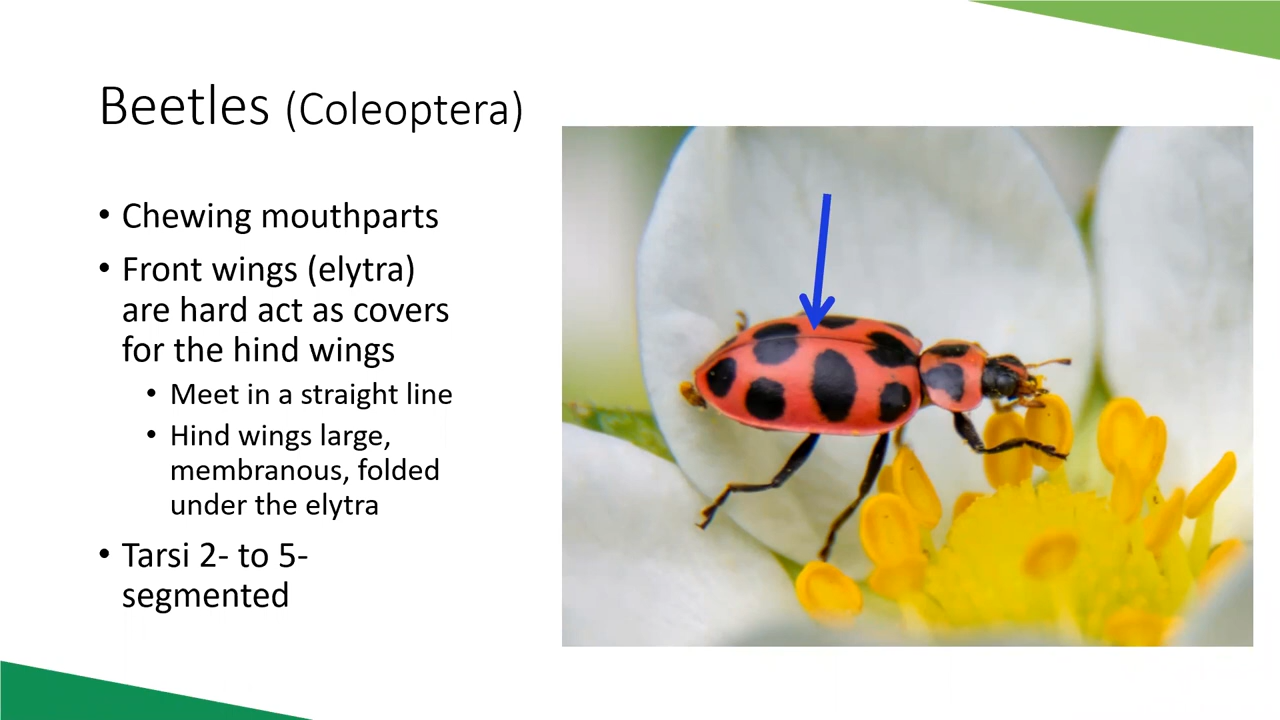 Beetles (Coleoptera)
• Chewing mouthparts
• Front wings (elytra)
are hard act as covers
for the hind wings
• Meet in a straight line
• Hind wings large,
membranous, folded
under the elytra
• Tarsi 2- to 5-
segmented